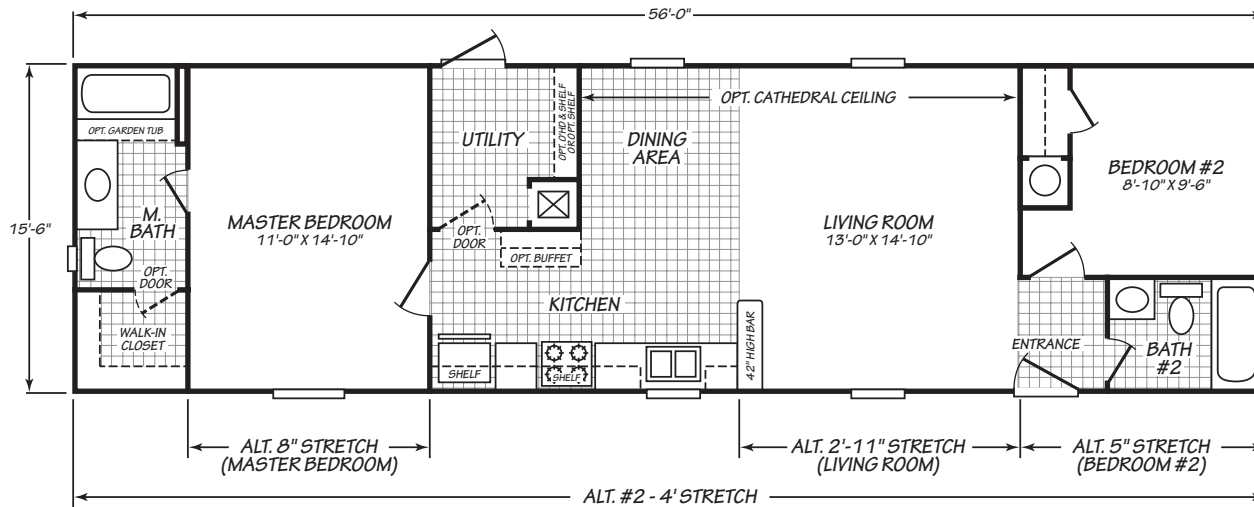 56'-0"
OPT. CATHEDRAL CEILING
OPT. O'HD & SHELF
OR OPT. SHELF
OPT. GARDEN TUB
UTILITY
DINING
AREA
BEDROOM #2
8'-10" X 9'-6"
15'-6"
M.
BATH
MASTER BEDROOM
11'-0" X 14'-10"
LIVING ROOM
13'-0" X 14'-10"
OPT.
DOOR
OPT. BUFFET
OPT.
DOOR
KITCHEN
WALK-IN
CLOSET
42" HIGH BAR
ENTRANCE
BATH
#2
SHELF
SHELF
ALT. 8" STRETCH
(MASTER BEDROOM)
ALT. 2'-11" STRETCH
(LIVING ROOM)
ALT. 5" STRETCH
(BEDROOM #2)
ALT. #2 - 4' STRETCH